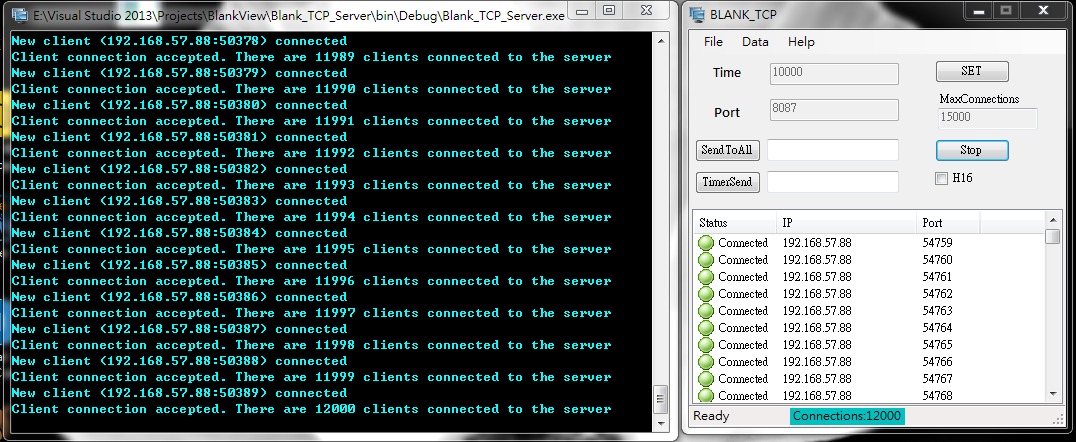 E:\Visual Studio 2013\Projects\BlankView\Blank_TCP_Server\bin\Debug\Blank_TCP_Server.exe
New client (192.168.57.88:50378) connected
Client connection accepted. There are 11989 clients connected to the server
New client (192.168.57.88:50379) connected
Client connection accepted. There are 11990 clients connected to the server
New client (192.168.57.88:50380) connected
Client connection accepted. There are 11991 clients connected to the server
New client (192.168.57.88:50381) connected
Client connection accepted. There are 11992 clients connected to the server
New client (192.168.57.88:50382) connected
Client connection accepted. There are 11993 clients connected to the server
New client (192.168.57.88:50383) connected
Client connection accepted. There are 11994 clients connected to the server
New client (192.168.57.88:50384) connected
Client connection accepted. There are 11995 clients connected to the server
New client (192.168.57.88:50385) connected
Client connection accepted. There are 11996 clients connected to the server
New client (192.168.57.88:50386) connected
Client connection accepted. There are 11997 clients connected to the server
New client (192.168.57.88:50387) connected
Client connection accepted. There are 11998 clients connected to the server
New client (192.168.57.88:50388) connected
Client connection accepted. There are 11999 clients connected to the server
New client (192.168.57.88:50389) connected
Client connection accepted. There are 12000 clients connected to the server
BLANK_TCP
File Data Help
Time 10000 SET
MaxConnections
Port 8087 15000
SendToAll Stop
TimerSend H16
Status IP Port
Connected 192.168.57.88 54759
Connected 192.168.57.88 54760
Connected 192.168.57.88 54761
Connected 192.168.57.88 54762
Connected 192.168.57.88 54763
Connected 192.168.57.88 54764
Connected 192.168.57.88 54765
Connected 192.168.57.88 54766
Connected 192.168.57.88 54767
Connected 192.168.57.88 54768
Ready Connections:12000